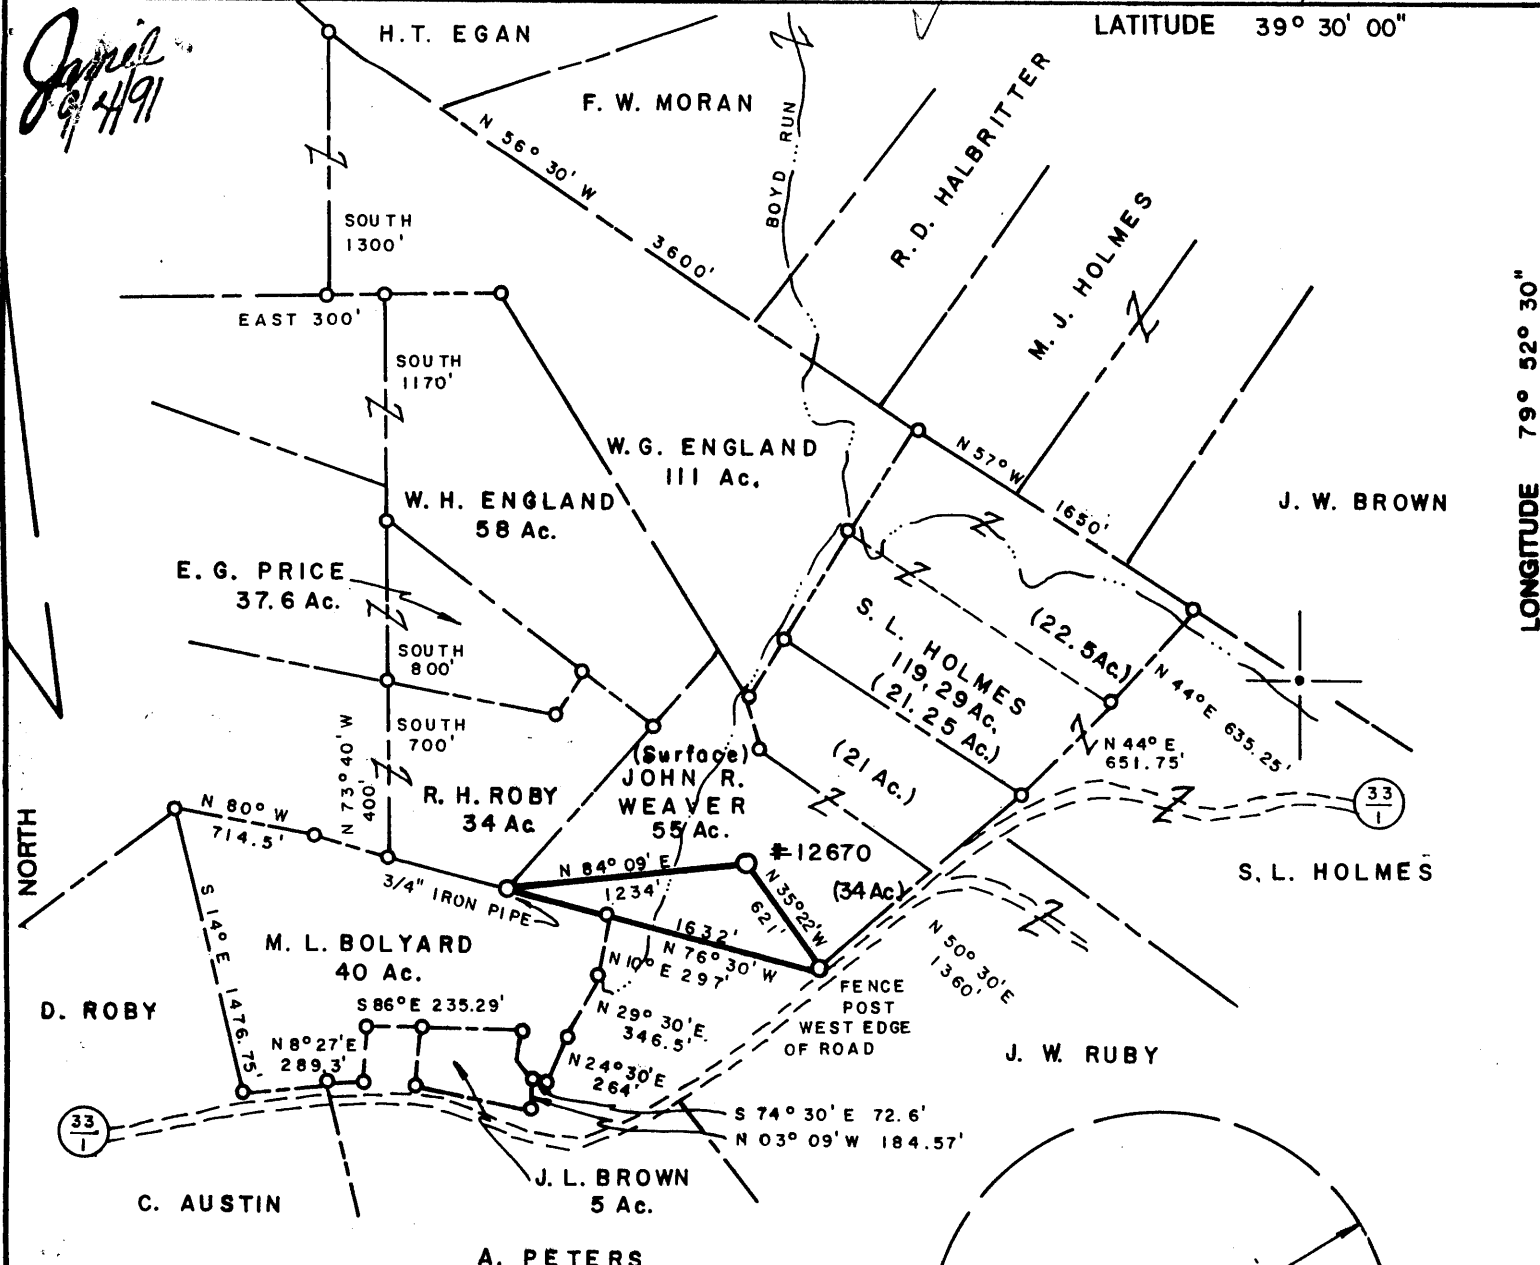 Jamie
9/4/91
H.T. EGAN
LATITUDE 39° 30' 00"
F. W. MORAN
BOYD RUN
N 56° 30' W
3600'
R. D. HALBRITTER
M. J. HOLMES
SOUTH
1300'
EAST 300'
SOUTH
1170'
LONGITUDE 79° 52' 30"
W. G. ENGLAND
111 Ac.
N 57° W
1650'
J. W. BROWN
W. H. ENGLAND
58 Ac.
E. G. PRICE
37.6 Ac.
SOUTH
800'
S. L. HOLMES
119.29 Ac.
(21.25 Ac.)
(22.5 Ac.)
N 44° E 635.25'
N 44° E
651.75'
(21 Ac.)
SOUTH
700'
N 73° 40' W
400'
(Surface)
JOHN R.
WEAVER
55 Ac.
R. H. ROBY
34 Ac
33
1
N 80° W
714.5'
NORTH
#12670
(34 Ac)
S. L. HOLMES
N 84° 09' E
1234'
N 35° 22' W
621'
3/4" IRON PIPE
1632'
N 76° 30' W
M. L. BOLYARD
40 Ac.
S 14° E 1476.75'
N 10° E 297'
N 50° 30' E
1360'
FENCE
POST
WEST EDGE
OF ROAD
D. ROBY
S 86° E 235.29'
N 29° 30' E
346.5'
N 8° 27' E
289.3'
N 24° 30' E
264'
J. W. RUBY
S 74° 30' E 72.6'
N 03° 09' W 184.57'
33
1
J. L. BROWN
5 Ac.
C. AUSTIN
A. PETERS